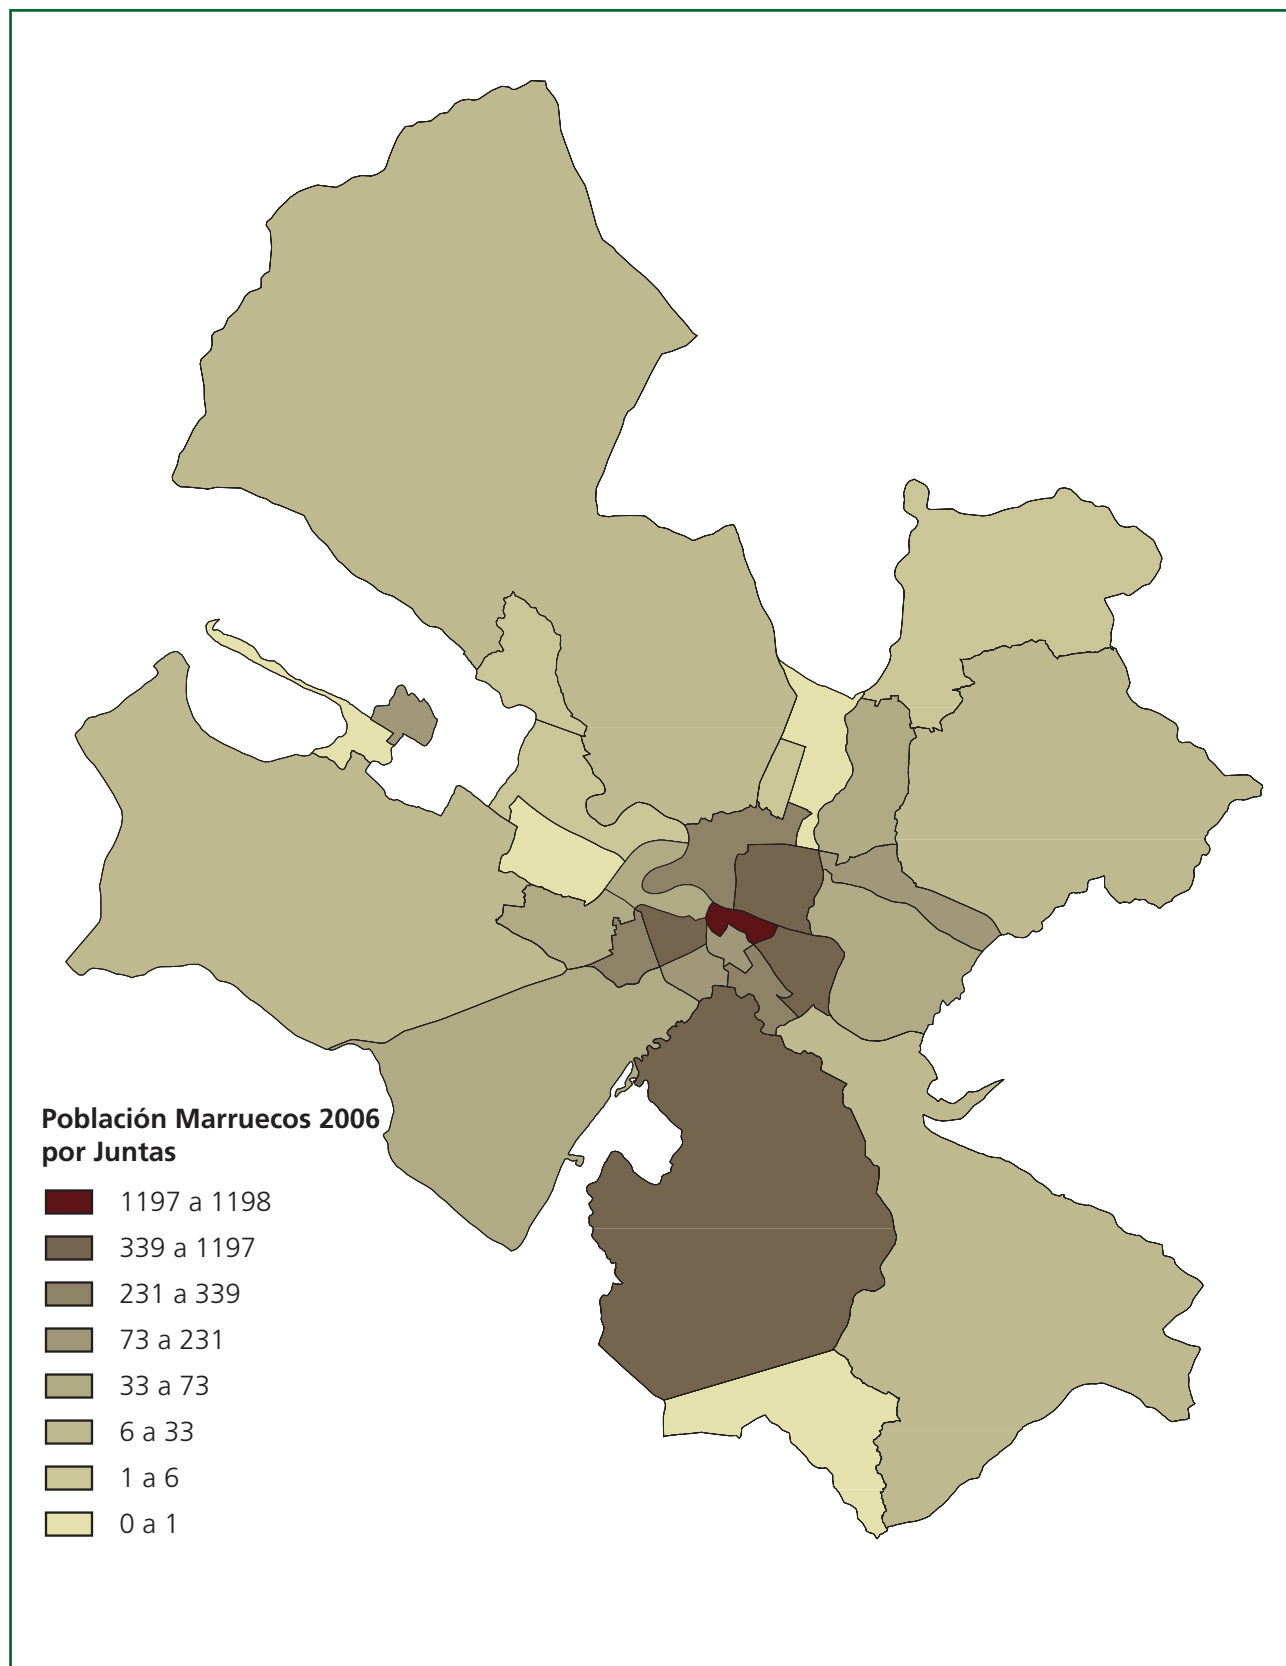 Población Marruecos 2006
por Juntas
1197 a 1198
339 a 1197
231 a 339
73 a 231
33 a 73
6 a 33
1 a 6
0 a 1